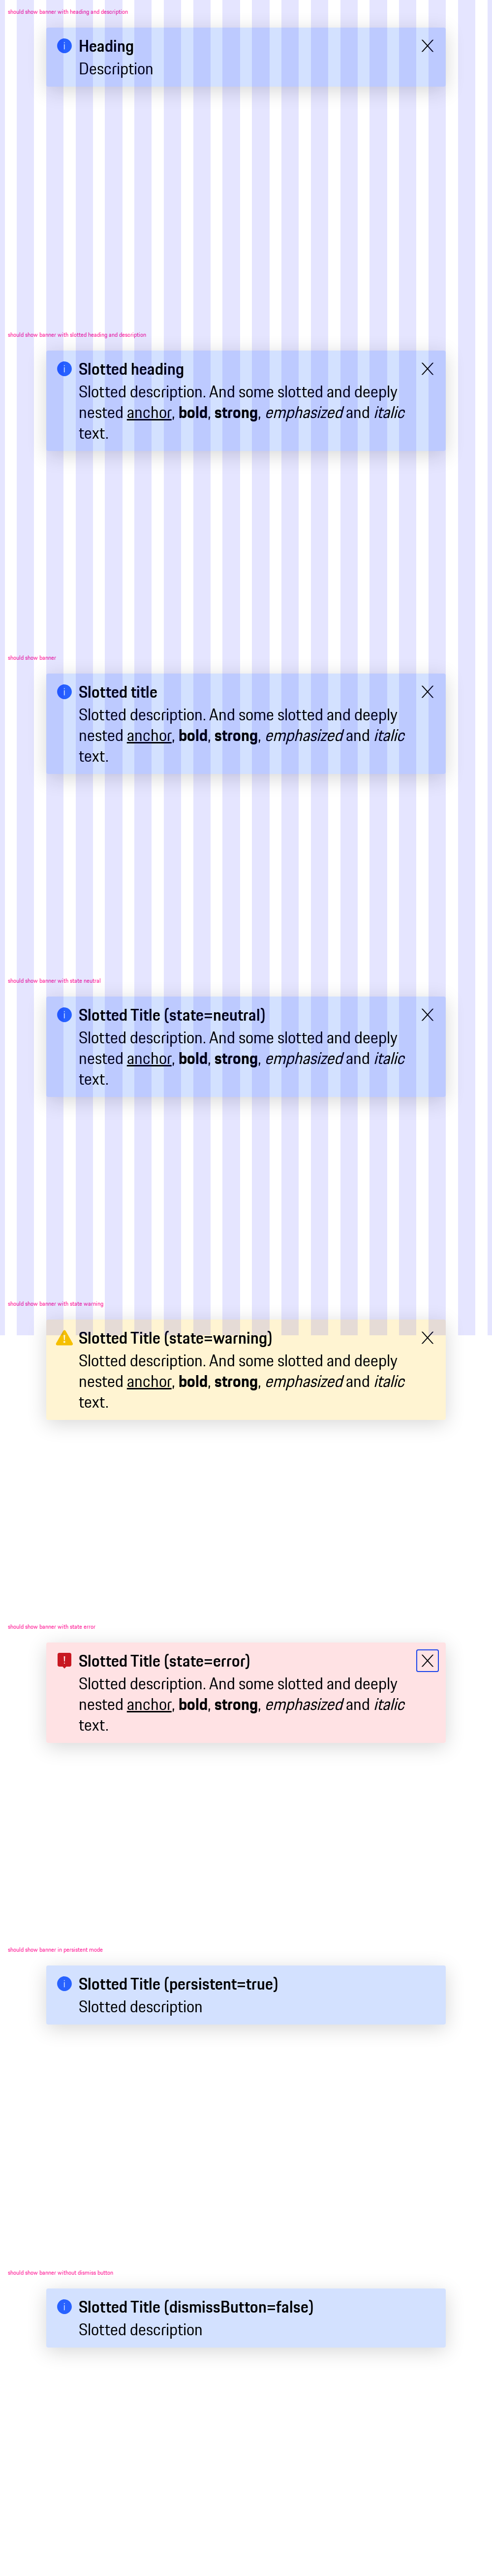 should show banner with heading and description
Heading
Description
should show banner with slotted heading and description
Slotted heading
Slotted description. And some slotted and deeply
nested anchor, bold, strong, emphasized and italic
text.
should show banner
Slotted title
Slotted description. And some slotted and deeply
nested anchor, bold, strong, emphasized and italic
text.
should show banner with state neutral
Slotted Title (state=neutral)
Slotted description. And some slotted and deeply
nested anchor, bold, strong, emphasized and italic
text.
should show banner with state warning
Slotted Title (state=warning)
Slotted description. And some slotted and deeply
nested anchor, bold, strong, emphasized and italic
text.
should show banner with state error
Slotted Title (state=error)
Slotted description. And some slotted and deeply
nested anchor, bold, strong, emphasized and italic
text.
should show banner in persistent mode
Slotted Title (persistent=true)
Slotted description
should show banner without dismiss button
Slotted Title (dismissButton=false)
Slotted description